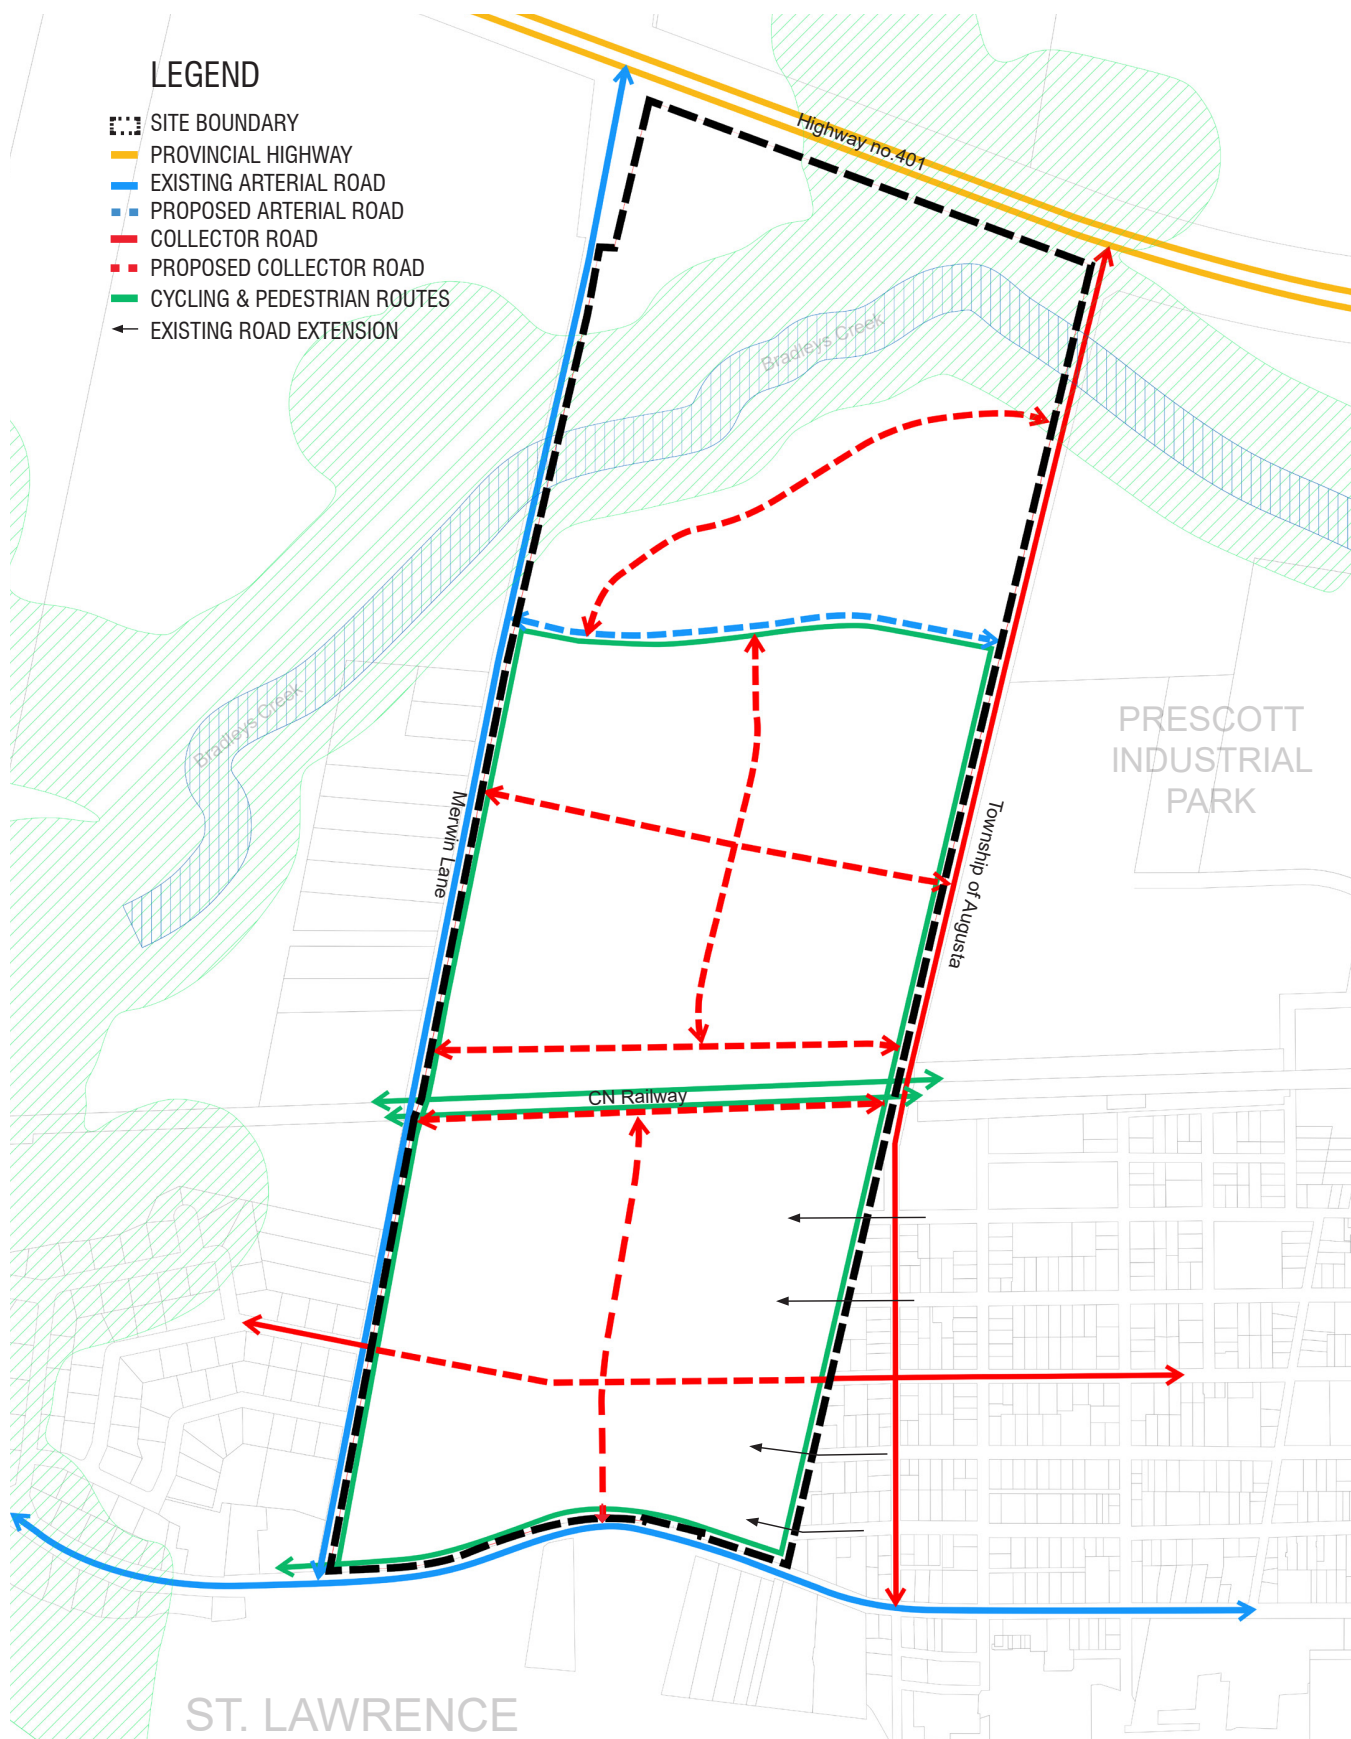 LEGEND
SITE BOUNDARY
PROVINCIAL HIGHWAY
EXISTING ARTERIAL ROAD
PROPOSED ARTERIAL ROAD
COLLECTOR ROAD
PROPOSED COLLECTOR ROAD
CYCLING & PEDESTRIAN ROUTES
EXISTING ROAD EXTENSION
Highway no.401
Bradleys Creek
Bradleys Creek
PRESCOTT
INDUSTRIAL
PARK
Merwin Lane
Township of Augusta
CN Railway
ST. LAWRENCE